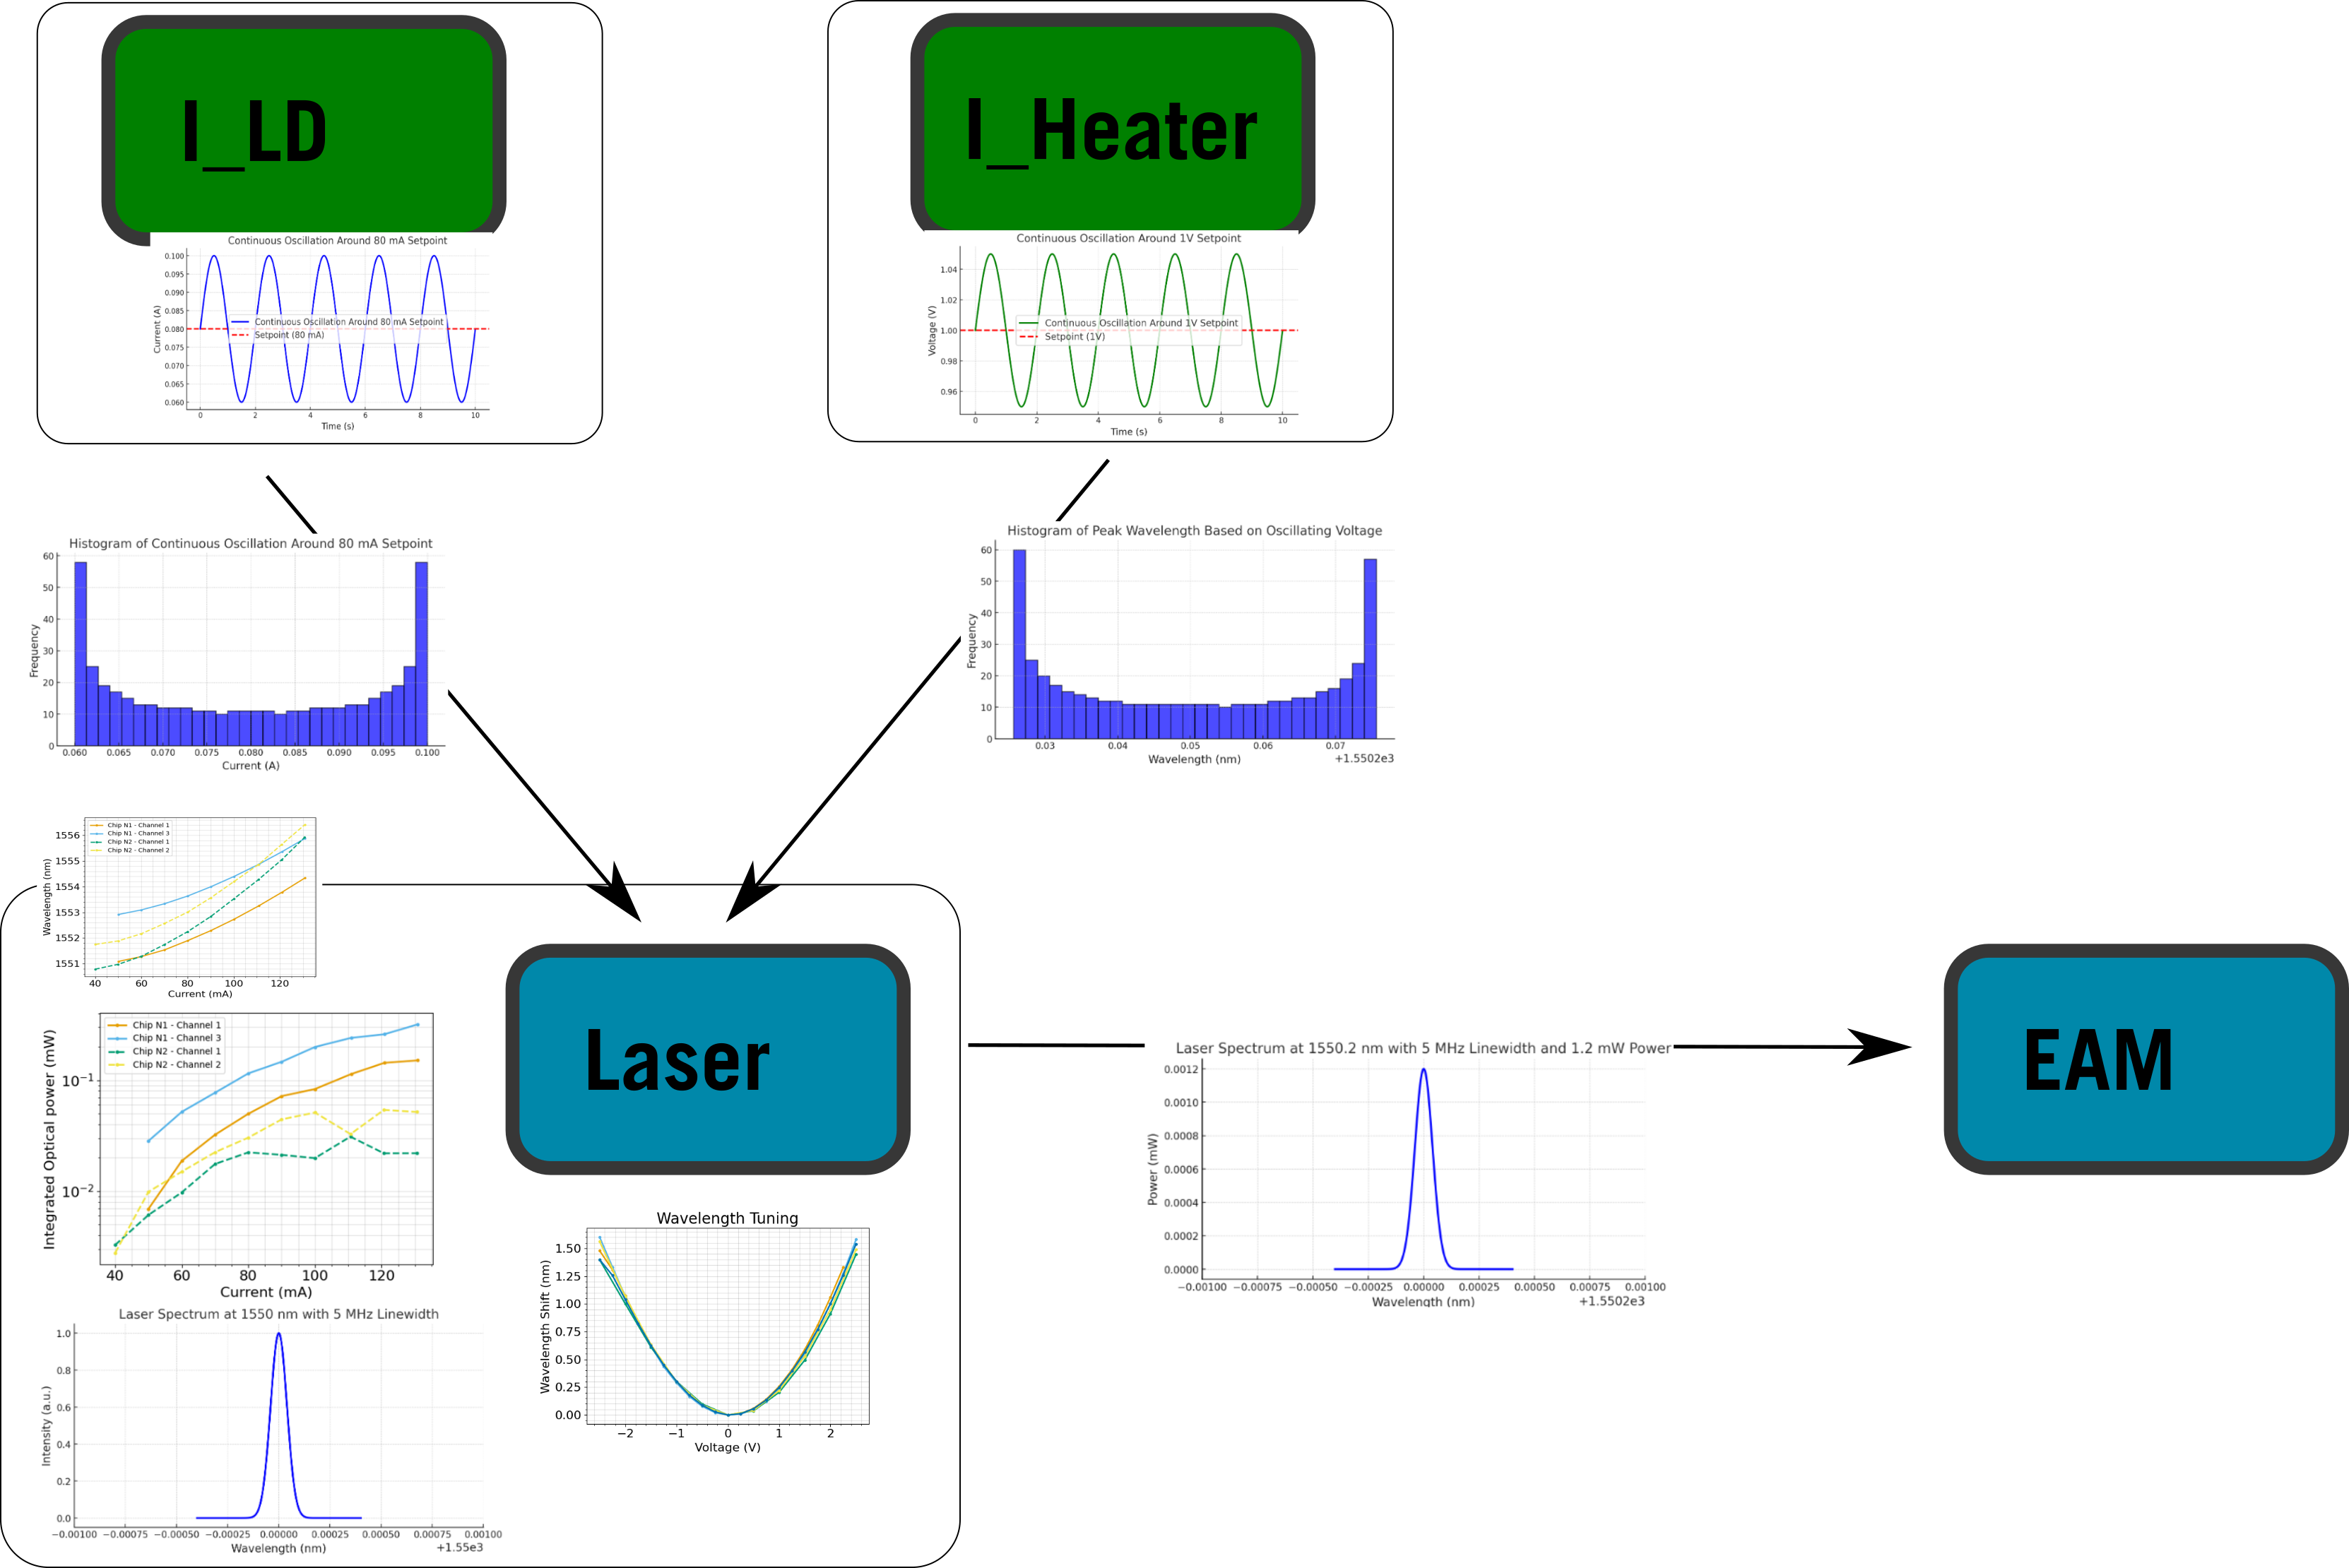 I_LD
Continuous Oscillation Around 80 mA Setpoint
Current (A)
0.100
0.095
0.090
0.085
0.080
0.075
0.070
0.065
0.060
Continuous Oscillation Around 80 mA Setpoint
Setpoint (80 mA)
0 2 4 6 8 10
Time (s)
I_Heater
Continuous Oscillation Around 1V Setpoint
Voltage (V)
1.04
1.02
1.00
0.98
0.96
Continuous Oscillation Around 1V Setpoint
Setpoint (1V)
0 2 4 6 8 10
Time (s)
Histogram of Continuous Oscillation Around 80 mA Setpoint
Frequency
60
50
40
30
20
10
0
0.060 0.065 0.070 0.075 0.080 0.085 0.090 0.095 0.100
Current (A)
Histogram of Peak Wavelength Based on Oscillating Voltage
Frequency
60
50
40
30
20
10
0
0.03 0.04 0.05 0.06 0.07
Wavelength (nm)
+1.5502e3
Chip N1 - Channel 1
Chip N1 - Channel 3
Chip N2 - Channel 1
Chip N2 - Channel 2
Wavelength (nm)
1556
1555
1554
1553
1552
1551
40 60 80 100 120
Current (mA)
Chip N1 - Channel 1
Chip N1 - Channel 3
Chip N2 - Channel 1
Chip N2 - Channel 2
Integrated Optical power (mW)
10⁻¹
10⁻²
40 60 80 100 120
Current (mA)
Laser Spectrum at 1550 nm with 5 MHz Linewidth
Intensity (a.u.)
1.0
0.8
0.6
0.4
0.2
0.0
−0.00100 −0.00075 −0.00050 −0.00025 0.00000 0.00025 0.00050 0.00075 0.00100
Wavelength (nm)
+1.55e3
Laser
Wavelength Tuning
Wavelength Shift (nm)
1.50
1.25
1.00
0.75
0.50
0.25
0.00
−2 −1 0 1 2
Voltage (V)
Laser Spectrum at 1550.2 nm with 5 MHz Linewidth and 1.2 mW Power
Power (mW)
0.0012
0.0010
0.0008
0.0006
0.0004
0.0002
0.0000
−0.00100 −0.00075 −0.00050 −0.00025 0.00000 0.00025 0.00050 0.00075 0.00100
Wavelength (nm)
+1.5502e3
EAM